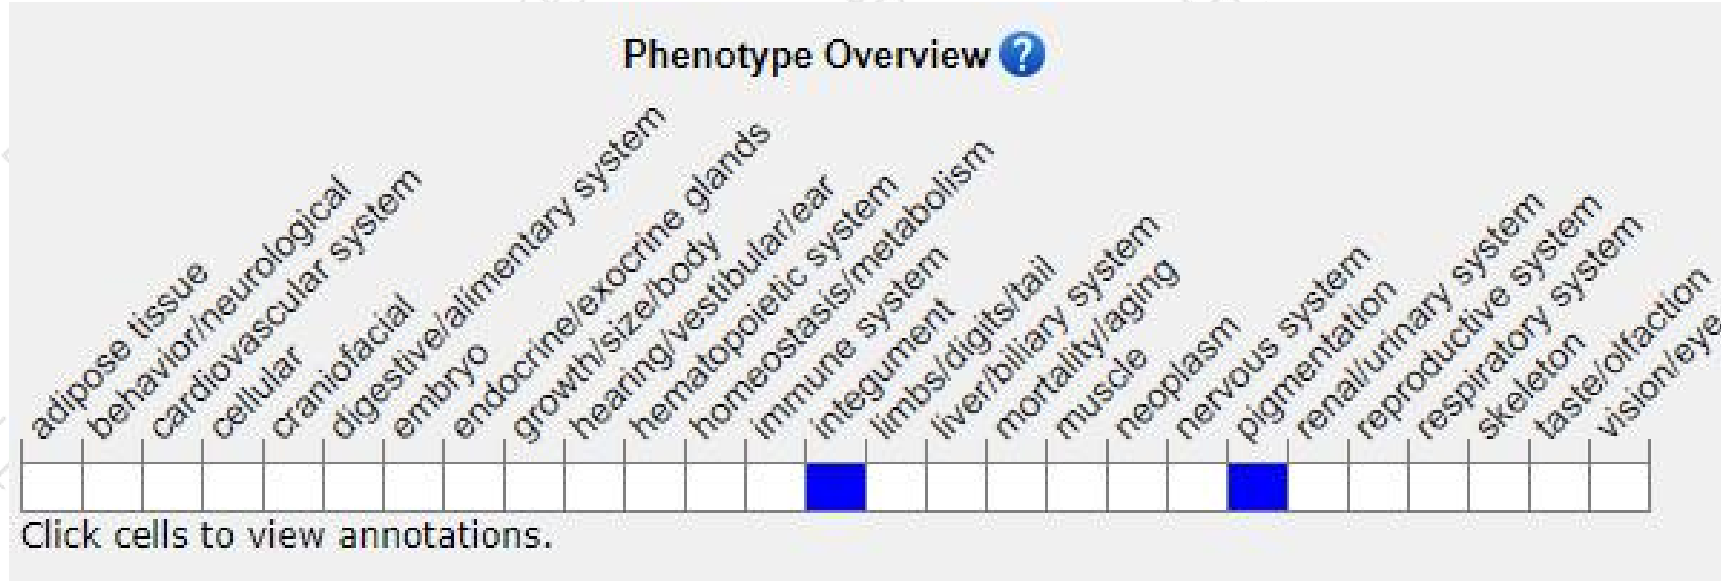 Phenotype Overview ?
adipose tissue
behavior/neurological
cardiovascular system
cellular
craniofacial
digestive/alimentary system
embryo
endocrine/exocrine glands
growth/size/body
hearing/vestibular/ear
hematopoietic system
homeostasis/metabolism
immune system
integument
limbs/digits/tail
liver/biliary system
mortality/aging
muscle
neoplasm
nervous system
pigmentation
renal/urinary system
reproductive system
respiratory system
skeleton
taste/olfaction
vision/eye
Click cells to view annotations.